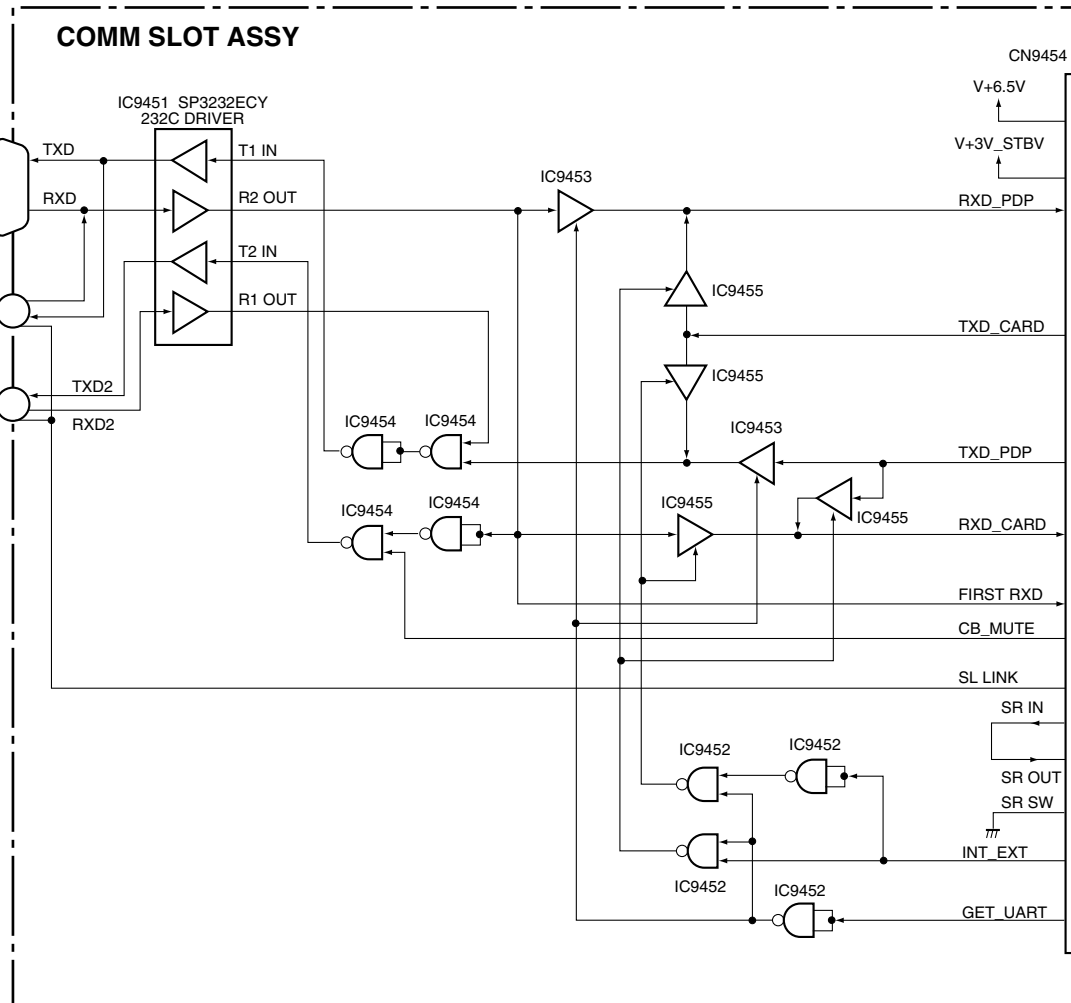 COMM SLOT ASSY
CN9454
V+6.5V
IC9451 SP3232ECY
232C DRIVER
TXD
T1 IN
V+3V_STBV
IC9453
RXD
R2 OUT
RXD_PDP
T2 IN
IC9455
R1 OUT
TXD_CARD
IC9455
TXD2
RXD2
IC9454
IC9454
IC9453
TXD_PDP
IC9454
IC9454
IC9455
IC9455
RXD_CARD
FIRST RXD
CB_MUTE
SL LINK
SR IN
IC9452
IC9452
SR OUT
SR SW
INT_EXT
IC9452
IC9452
GET_UART